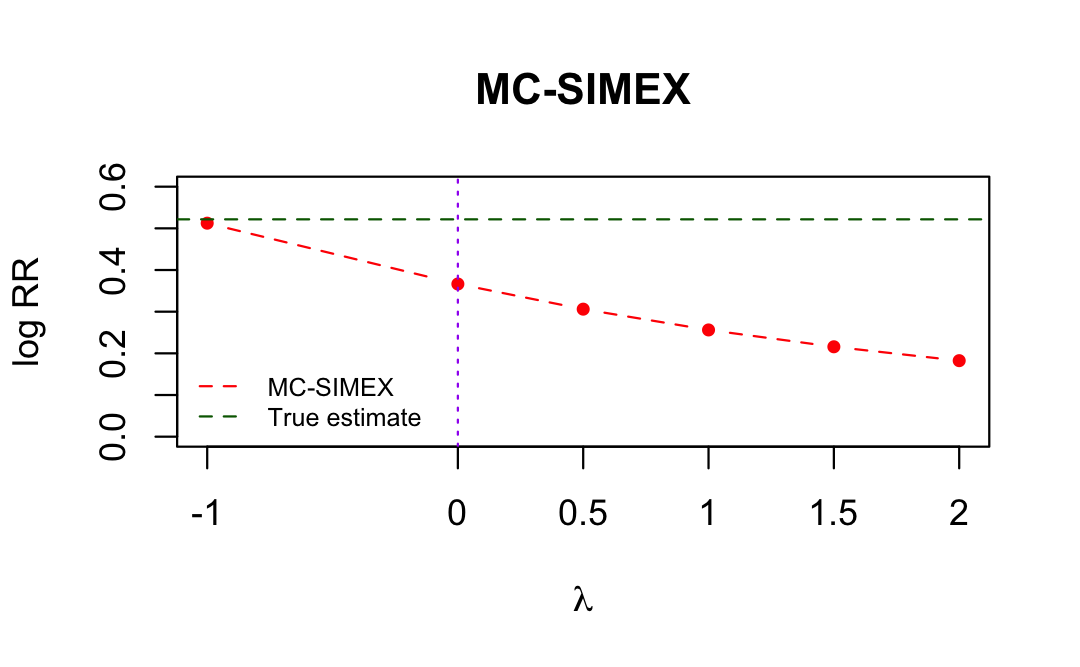 MC-SIMEX
log RR
0.6
0.4
0.2
0.0
MC-SIMEX
True estimate
-1 0 0.5 1 1.5 2
λ